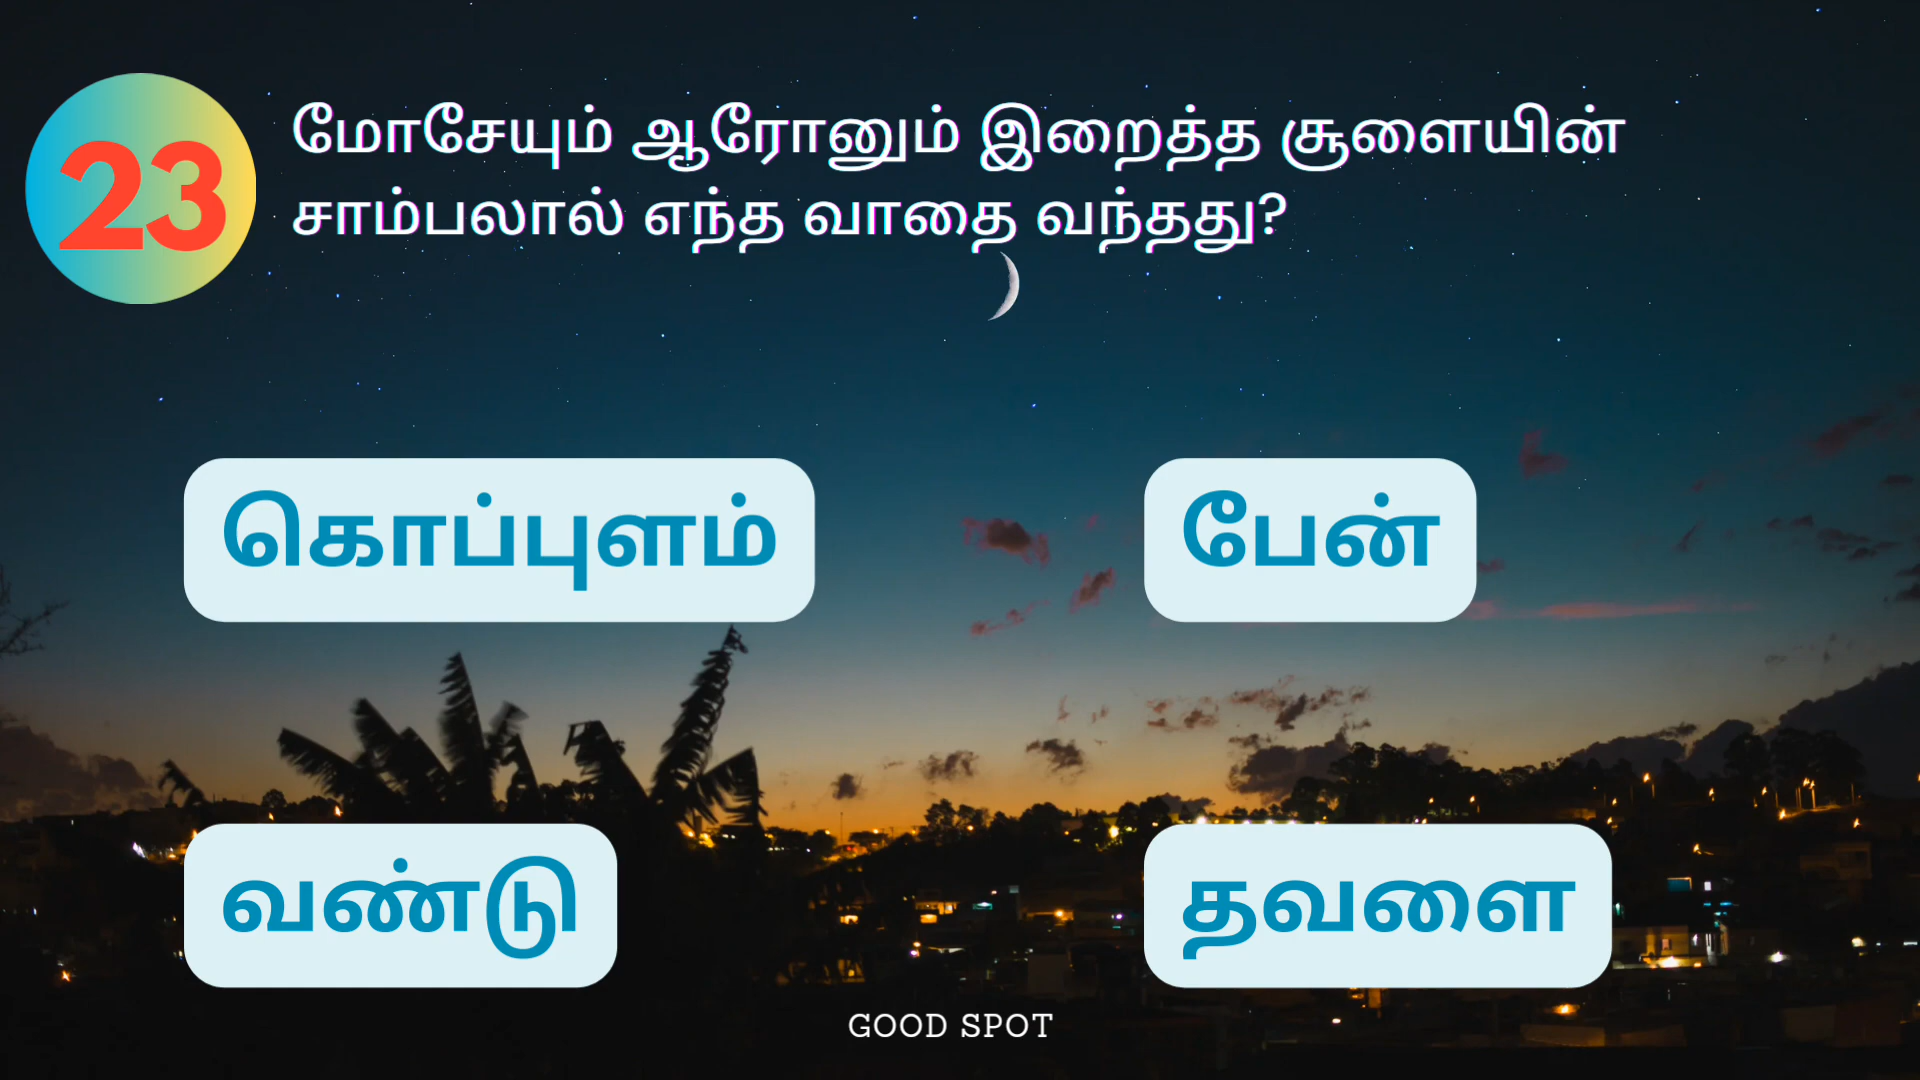 23
மோசேயும் ஆரோனும் இறைத்த சூளையின்
சாம்பலால் எந்த வாதை வந்தது?
கொப்புளம்
பேன்
வண்டு
தவளை
GOOD SPOT